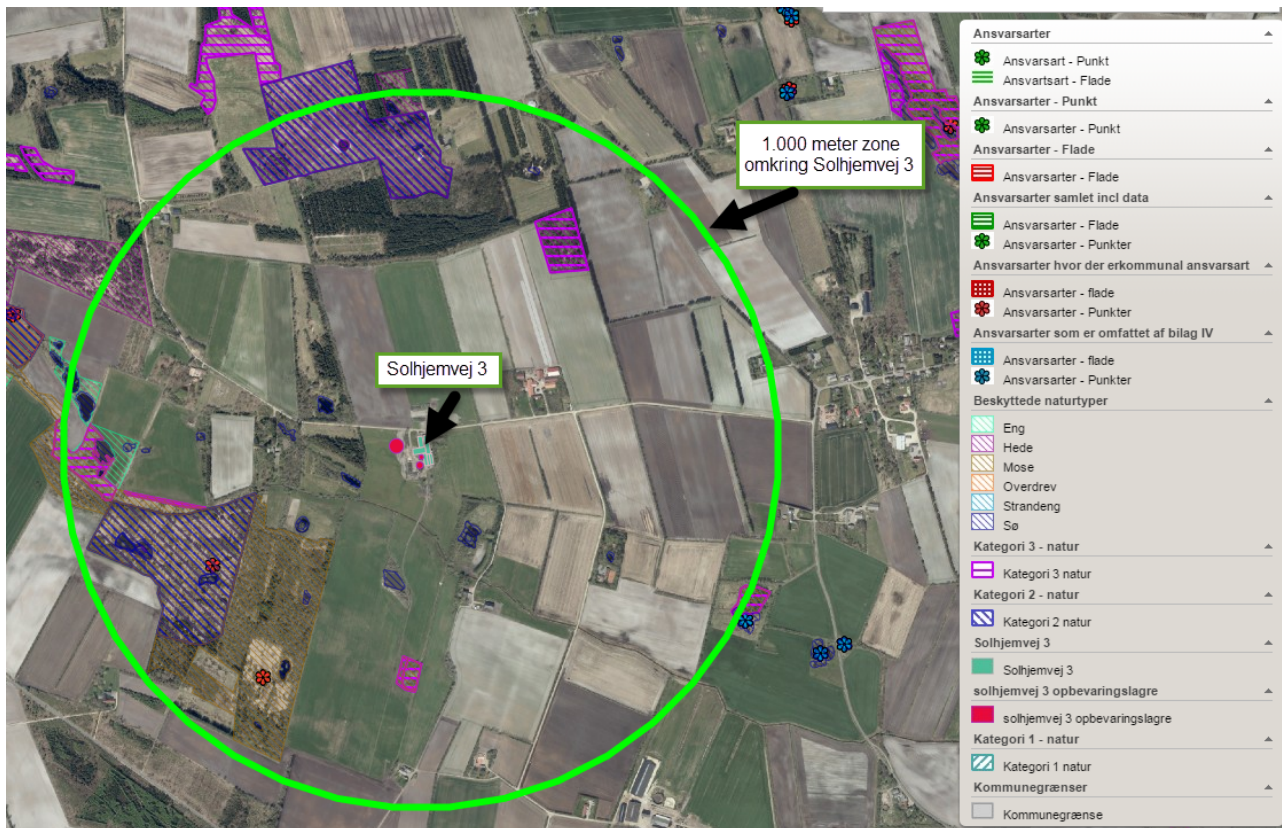 1.000 meter zone
omkring Solhjemvej 3
Solhjemvej 3
Ansvarsarter
Ansvarsart - Punkt
Ansvartsart - Flade
Ansvarsarter - Punkt
Ansvarsarter - Punkt
Ansvarsarter - Flade
Ansvarsarter - Flade
Ansvarsarter samlet incl data
Ansvarsarter - Flade
Ansvarsarter - Punkter
Ansvarsarter hvor der erkommunal ansvarsart
Ansvarsarter - flade
Ansvarsarter - Punkter
Ansvarsarter som er omfattet af bilag IV
Ansvarsarter - flade
Ansvarsarter - Punkter
Beskyttede naturtyper
Eng
Hede
Mose
Overdrev
Strandeng
Sø
Kategori 3 - natur
Kategori 3 natur
Kategori 2 - natur
Kategori 2 natur
Solhjemvej 3
Solhjemvej 3
solhjemvej 3 opbevaringslagre
solhjemvej 3 opbevaringslagre
Kategori 1 - natur
Kategori 1 natur
Kommunegrænser
Kommunegrænse